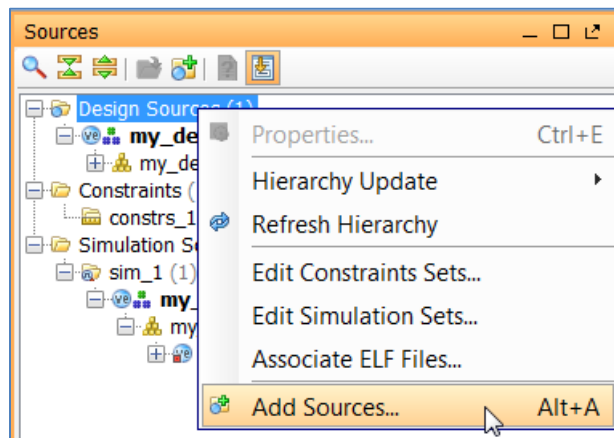 Sources
Design Sources (1)
my_de
my_de
Constraints (
constrs_1
Simulation S
sim_1 (1)
my_
my
Properties... Ctrl+E
Hierarchy Update
Refresh Hierarchy
Edit Constraints Sets...
Edit Simulation Sets...
Associate ELF Files...
Add Sources... Alt+A